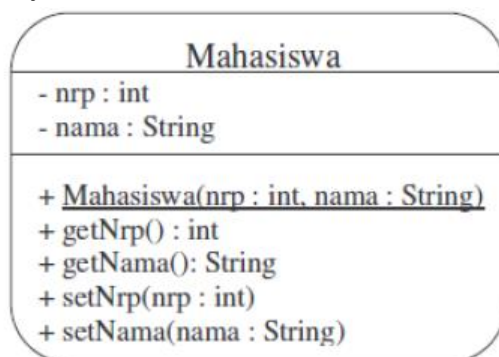 Mahasiswa
- nrp : int
- nama : String
+ Mahasiswa(nrp : int, nama : String)
+ getNrp() : int
+ getNama(): String
+ setNrp(nrp : int)
+ setNama(nama : String)